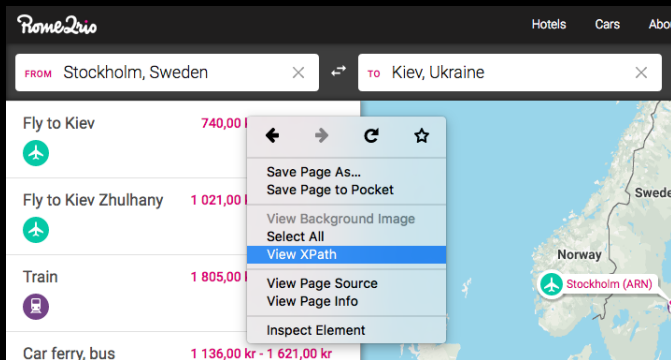 Rome2rio
Hotels Cars Abo
FROM Stockholm, Sweden
TO Kiev, Ukraine
Fly to Kiev 740,00
Fly to Kiev Zhulhany 1 021,00
Train 1 805,00
Car ferry, bus 1 136,00 kr - 1 621,00 kr
Save Page As...
Save Page to Pocket
View Background Image
Select All
View XPath
View Page Source
View Page Info
Inspect Element
Swede
Norway
Stockholm (ARN)